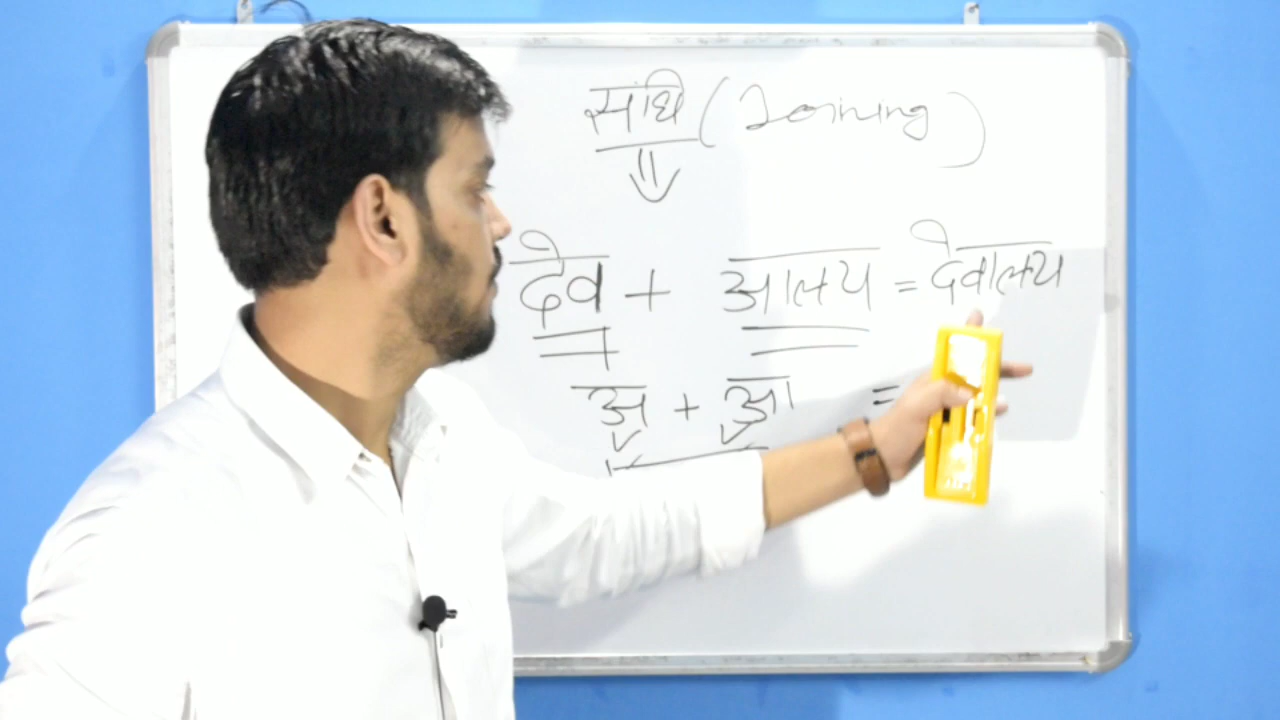 संधि (Joining)
देव + आलय = देवालय
अ + आ =